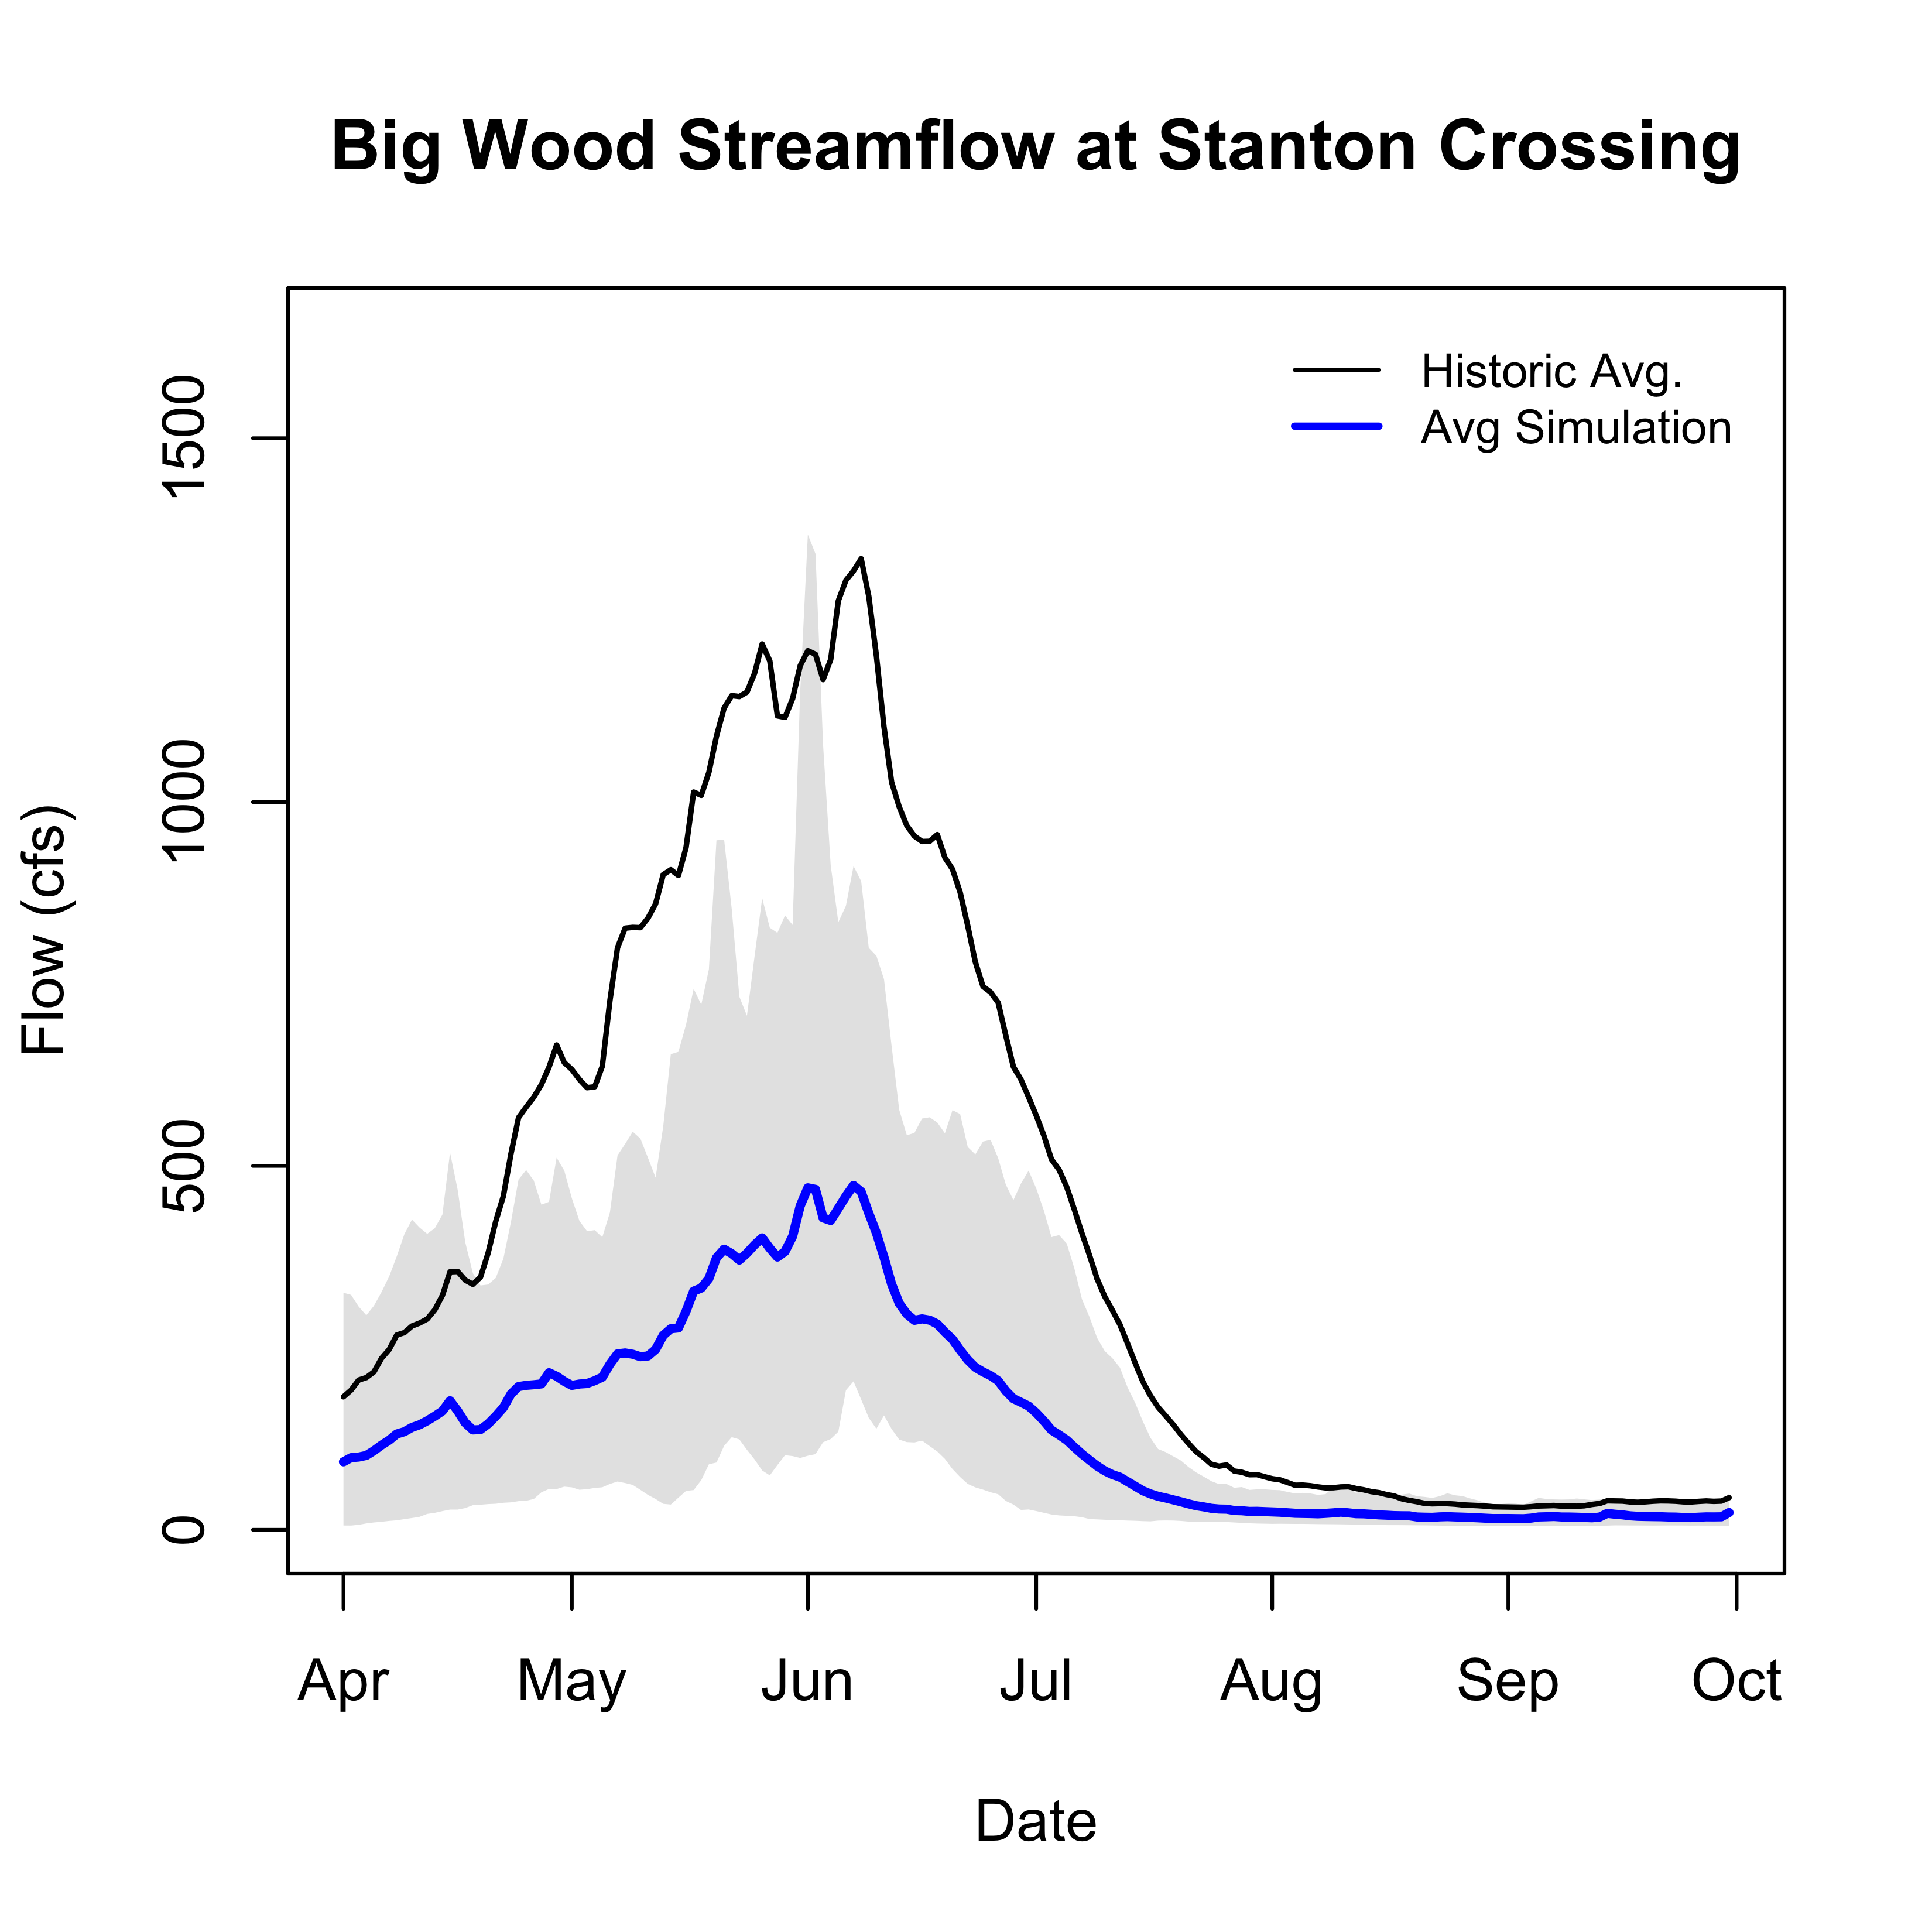 Big Wood Streamflow at Stanton Crossing
Historic Avg.
Avg Simulation
1500
1000
500
0
Flow (cfs)
Apr May Jun Jul Aug Sep Oct
Date